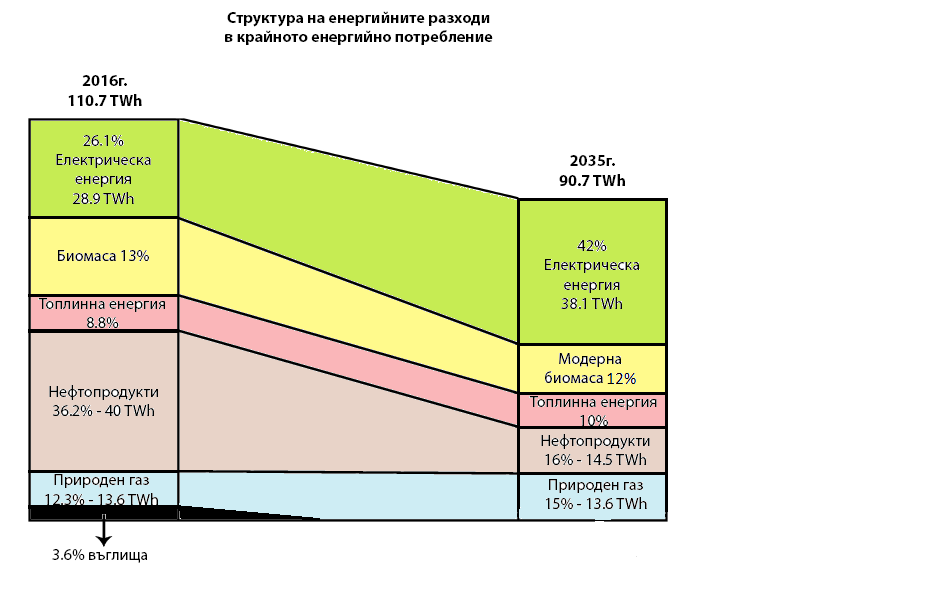 Структура на енергийните разходи
в крайното енергийно потребление
2016г.
110.7 TWh
26.1%
Електрическа
енергия
28.9 TWh
Биомаса 13%
Топлинна енергия
8.8%
Нефтопродукти
36.2% - 40 TWh
Природен газ
12.3% - 13.6 TWh
3.6% въглища
2035г.
90.7 TWh
42%
Електрическа
енергия
38.1 TWh
Модерна
биомаса 12%
Топлинна енергия
10%
Нефтопродукти
16% - 14.5 TWh
Природен газ
15% - 13.6 TWh